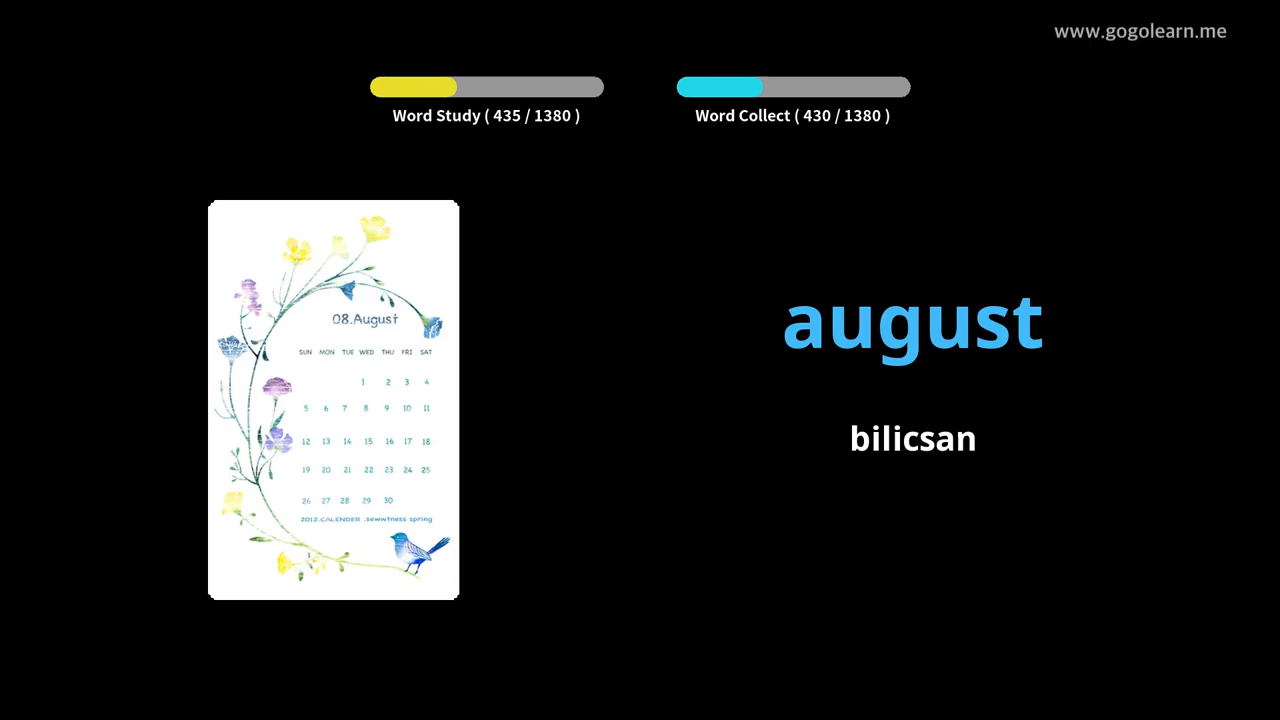 www.gogolearn.me
Word Study ( 435 / 1380 )
Word Collect ( 430 / 1380 )
08.August
SUN MON TUE WED THU FRI SAT
1 2 3 4
5 6 7 8 9 10 11
12 13 14 15 16 17 18
19 20 21 22 23 24 25
26 27 28 29 30
2012.CALENDER .sewwtness spring
august
bilicsan